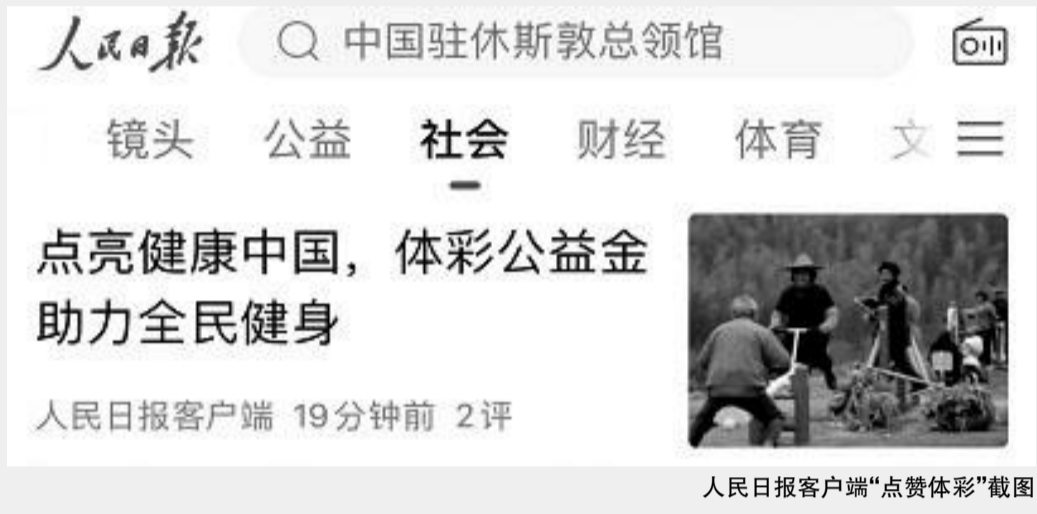 人民日报 中国驻休斯敦总领馆
镜头 公益 社会 财经 体育 文
点亮健康中国，体彩公益金
助力全民健身
人民日报客户端 19分钟前 2评
人民日报客户端“点赞体彩”截图